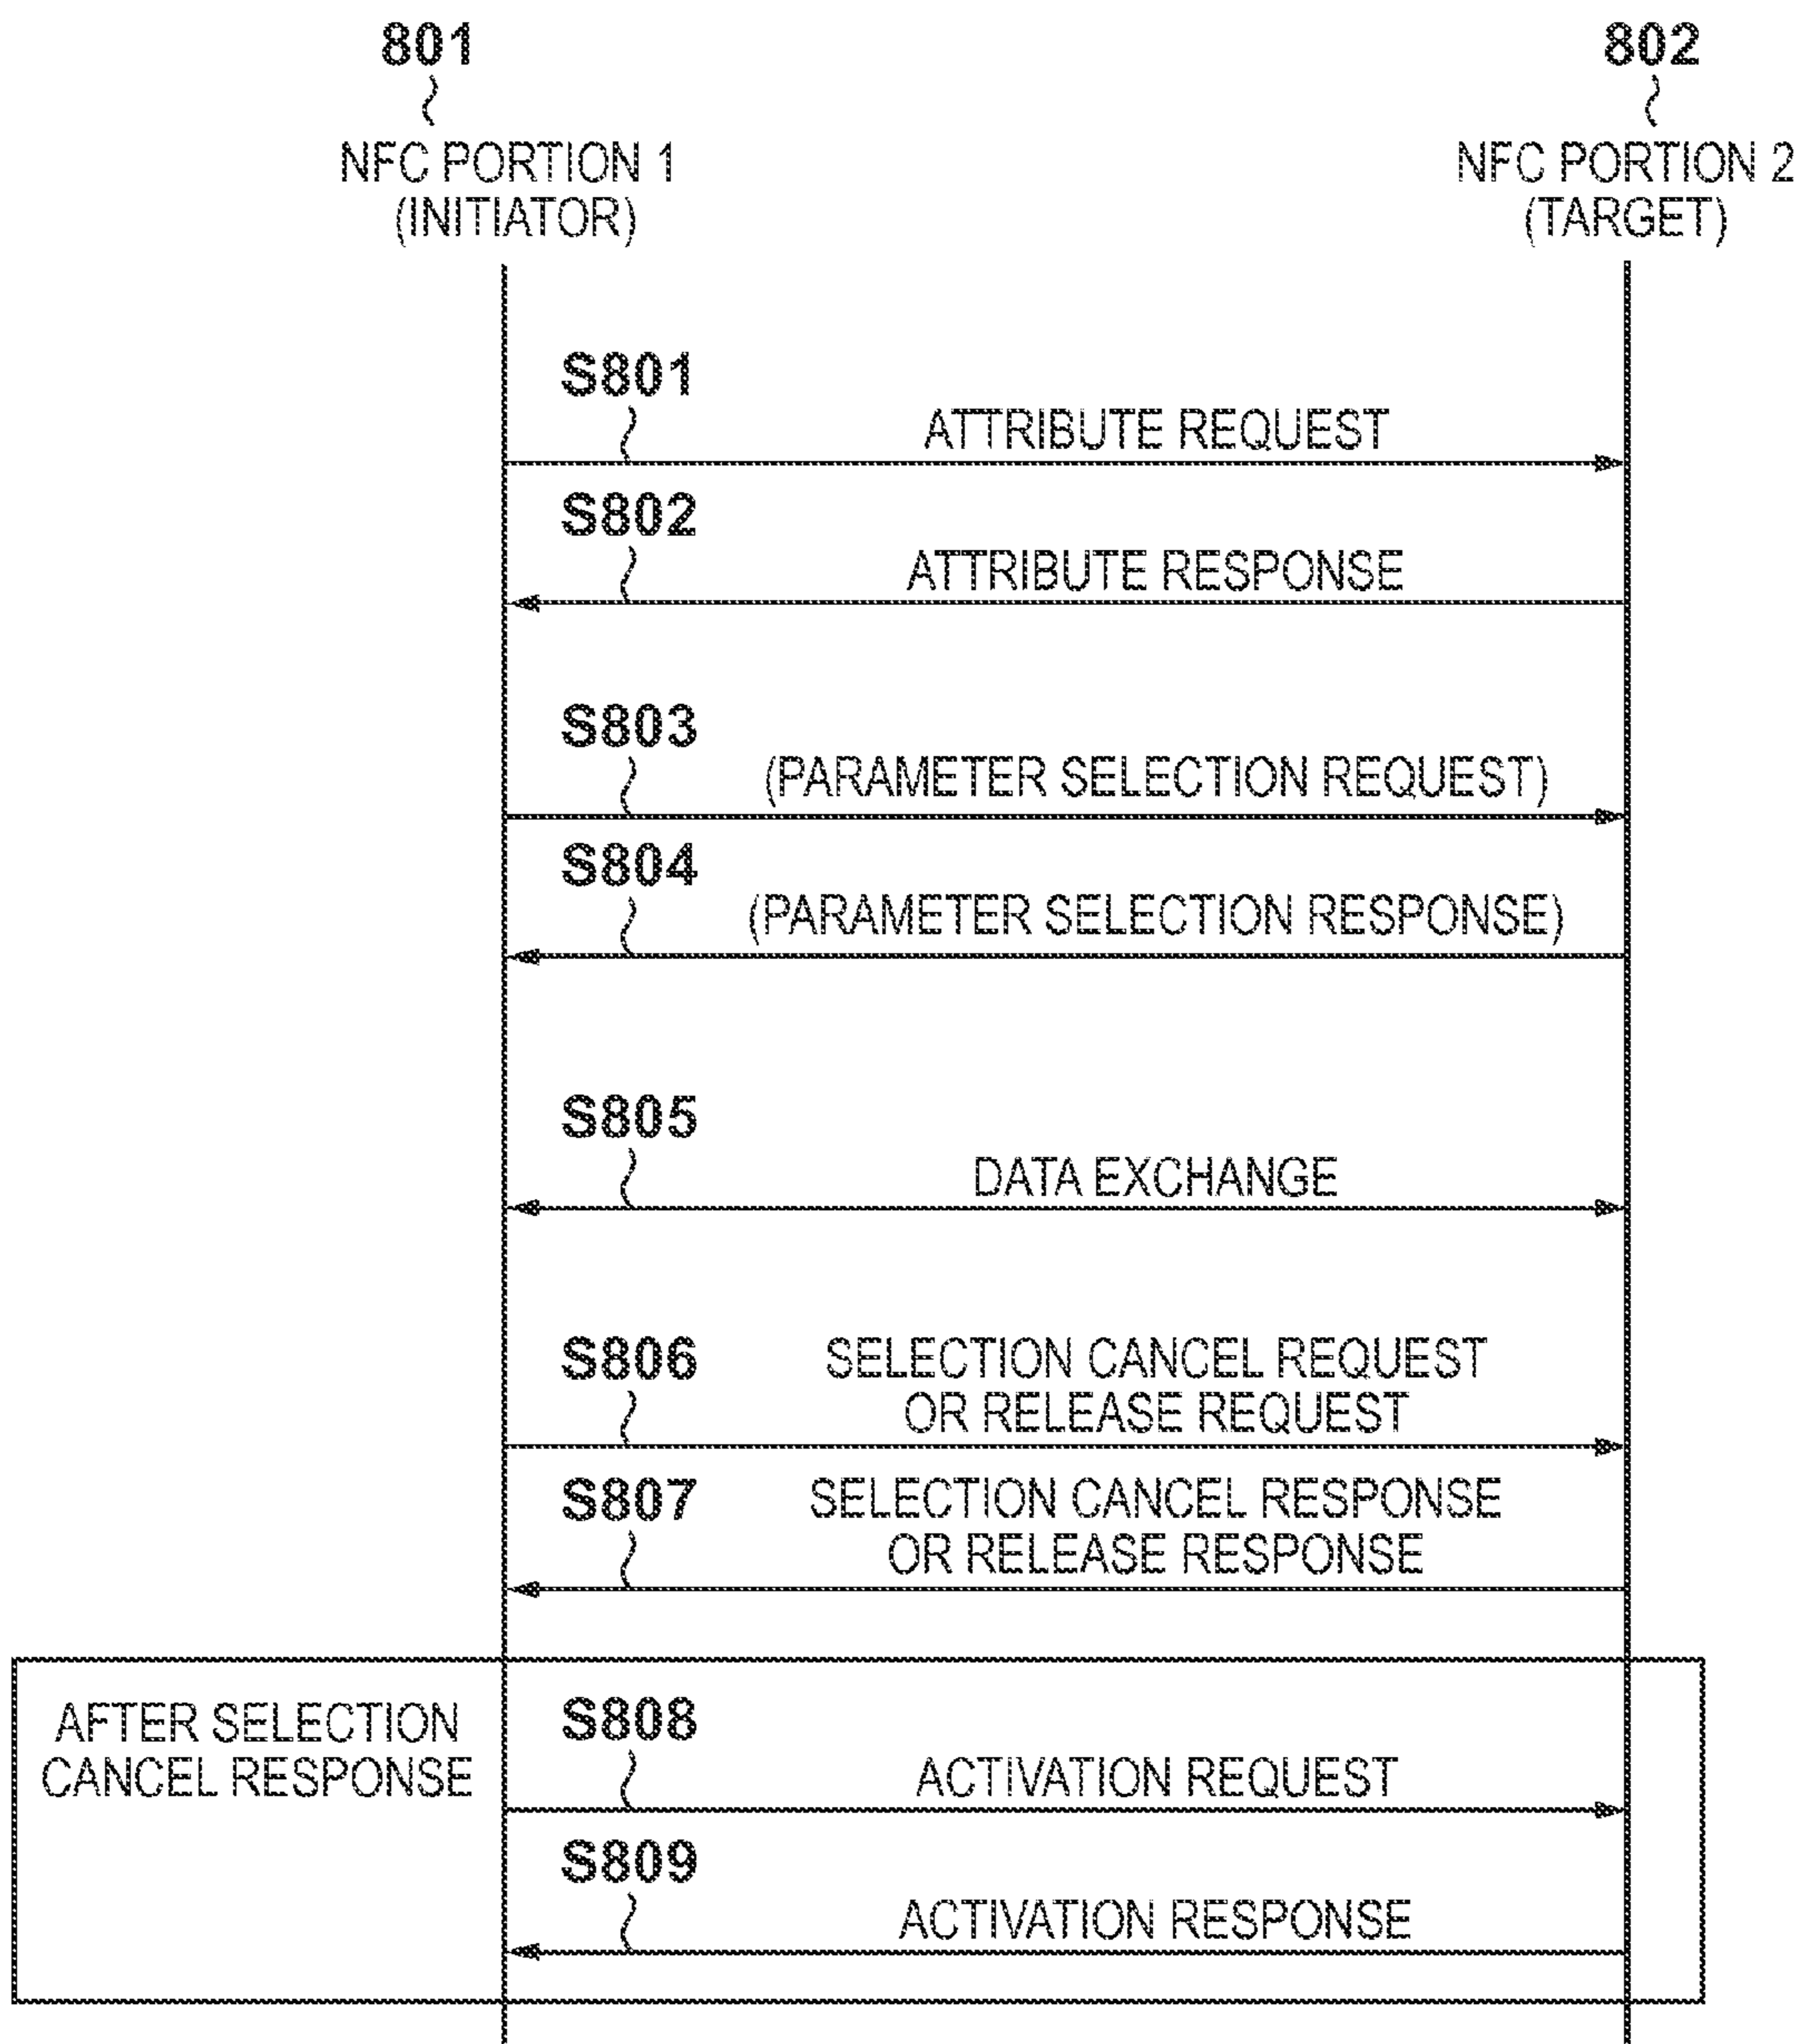 801
802
NFC PORTION 1
(INITIATOR)
NFC PORTION 2
(TARGET)
S801
ATTRIBUTE REQUEST
S802
ATTRIBUTE RESPONSE
S803
(PARAMETER SELECTION REQUEST)
S804
(PARAMETER SELECTION RESPONSE)
S805
DATA EXCHANGE
S806
SELECTION CANCEL REQUEST
OR RELEASE REQUEST
S807
SELECTION CANCEL RESPONSE
OR RELEASE RESPONSE
AFTER SELECTION
CANCEL RESPONSE
S808
ACTIVATION REQUEST
S809
ACTIVATION RESPONSE